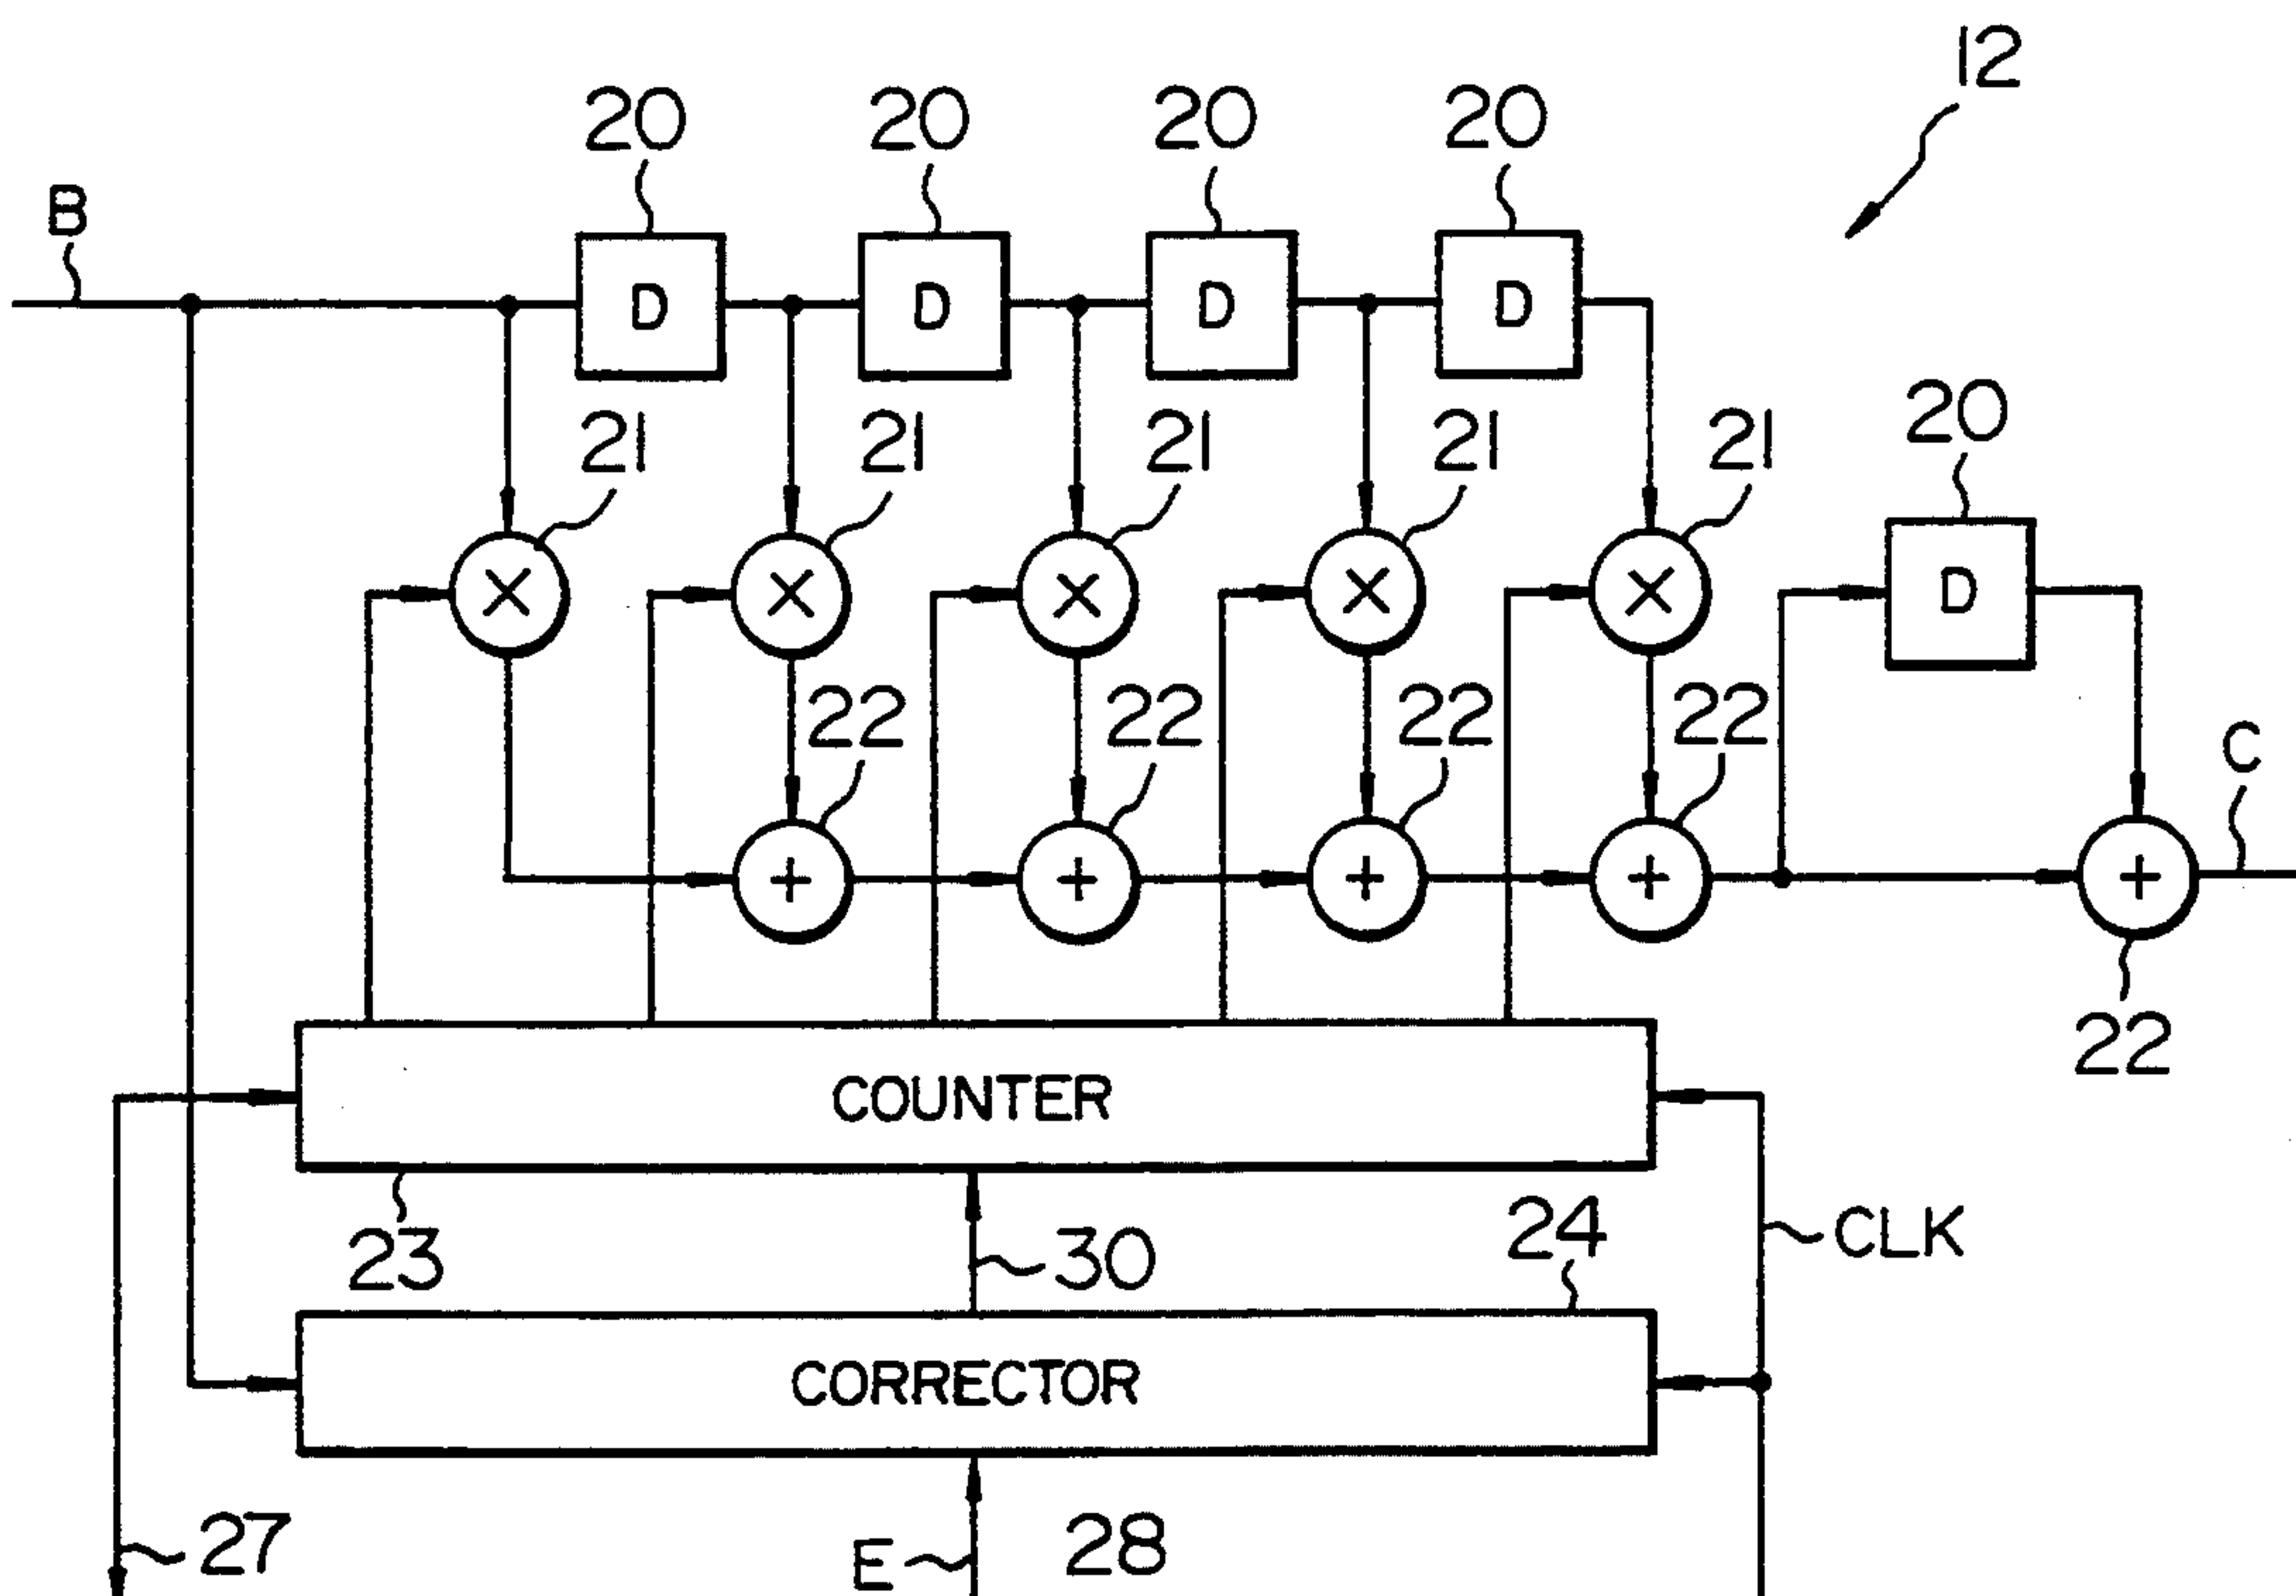 12
20 20 20 20
B
D D D D
20
21 21 21 21 21
D
× × × × ×
22 22 22 22
C
+ + + + +
22
COUNTER
23 30 24 CLK
CORRECTOR
27 E 28